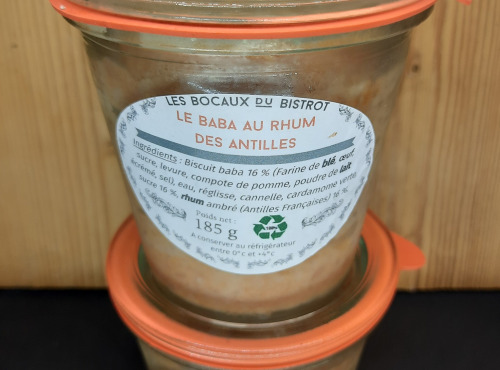 LES BOCAUX DU BISTROT
LE BABA AU RHUM
DES ANTILLES
Ingrédients : Biscuit baba 16 % (Farine de blé, œuf,
sucre, levure, compote de pomme, poudre de lait
écrémé, sel), eau, réglisse, cannelle, cardamome verte,
sucre 16 %, rhum ambré (Antilles Françaises) 16 %.
Poids net :
185 g
100%
A conserver au réfrigérateur
entre 0°c et +4°c